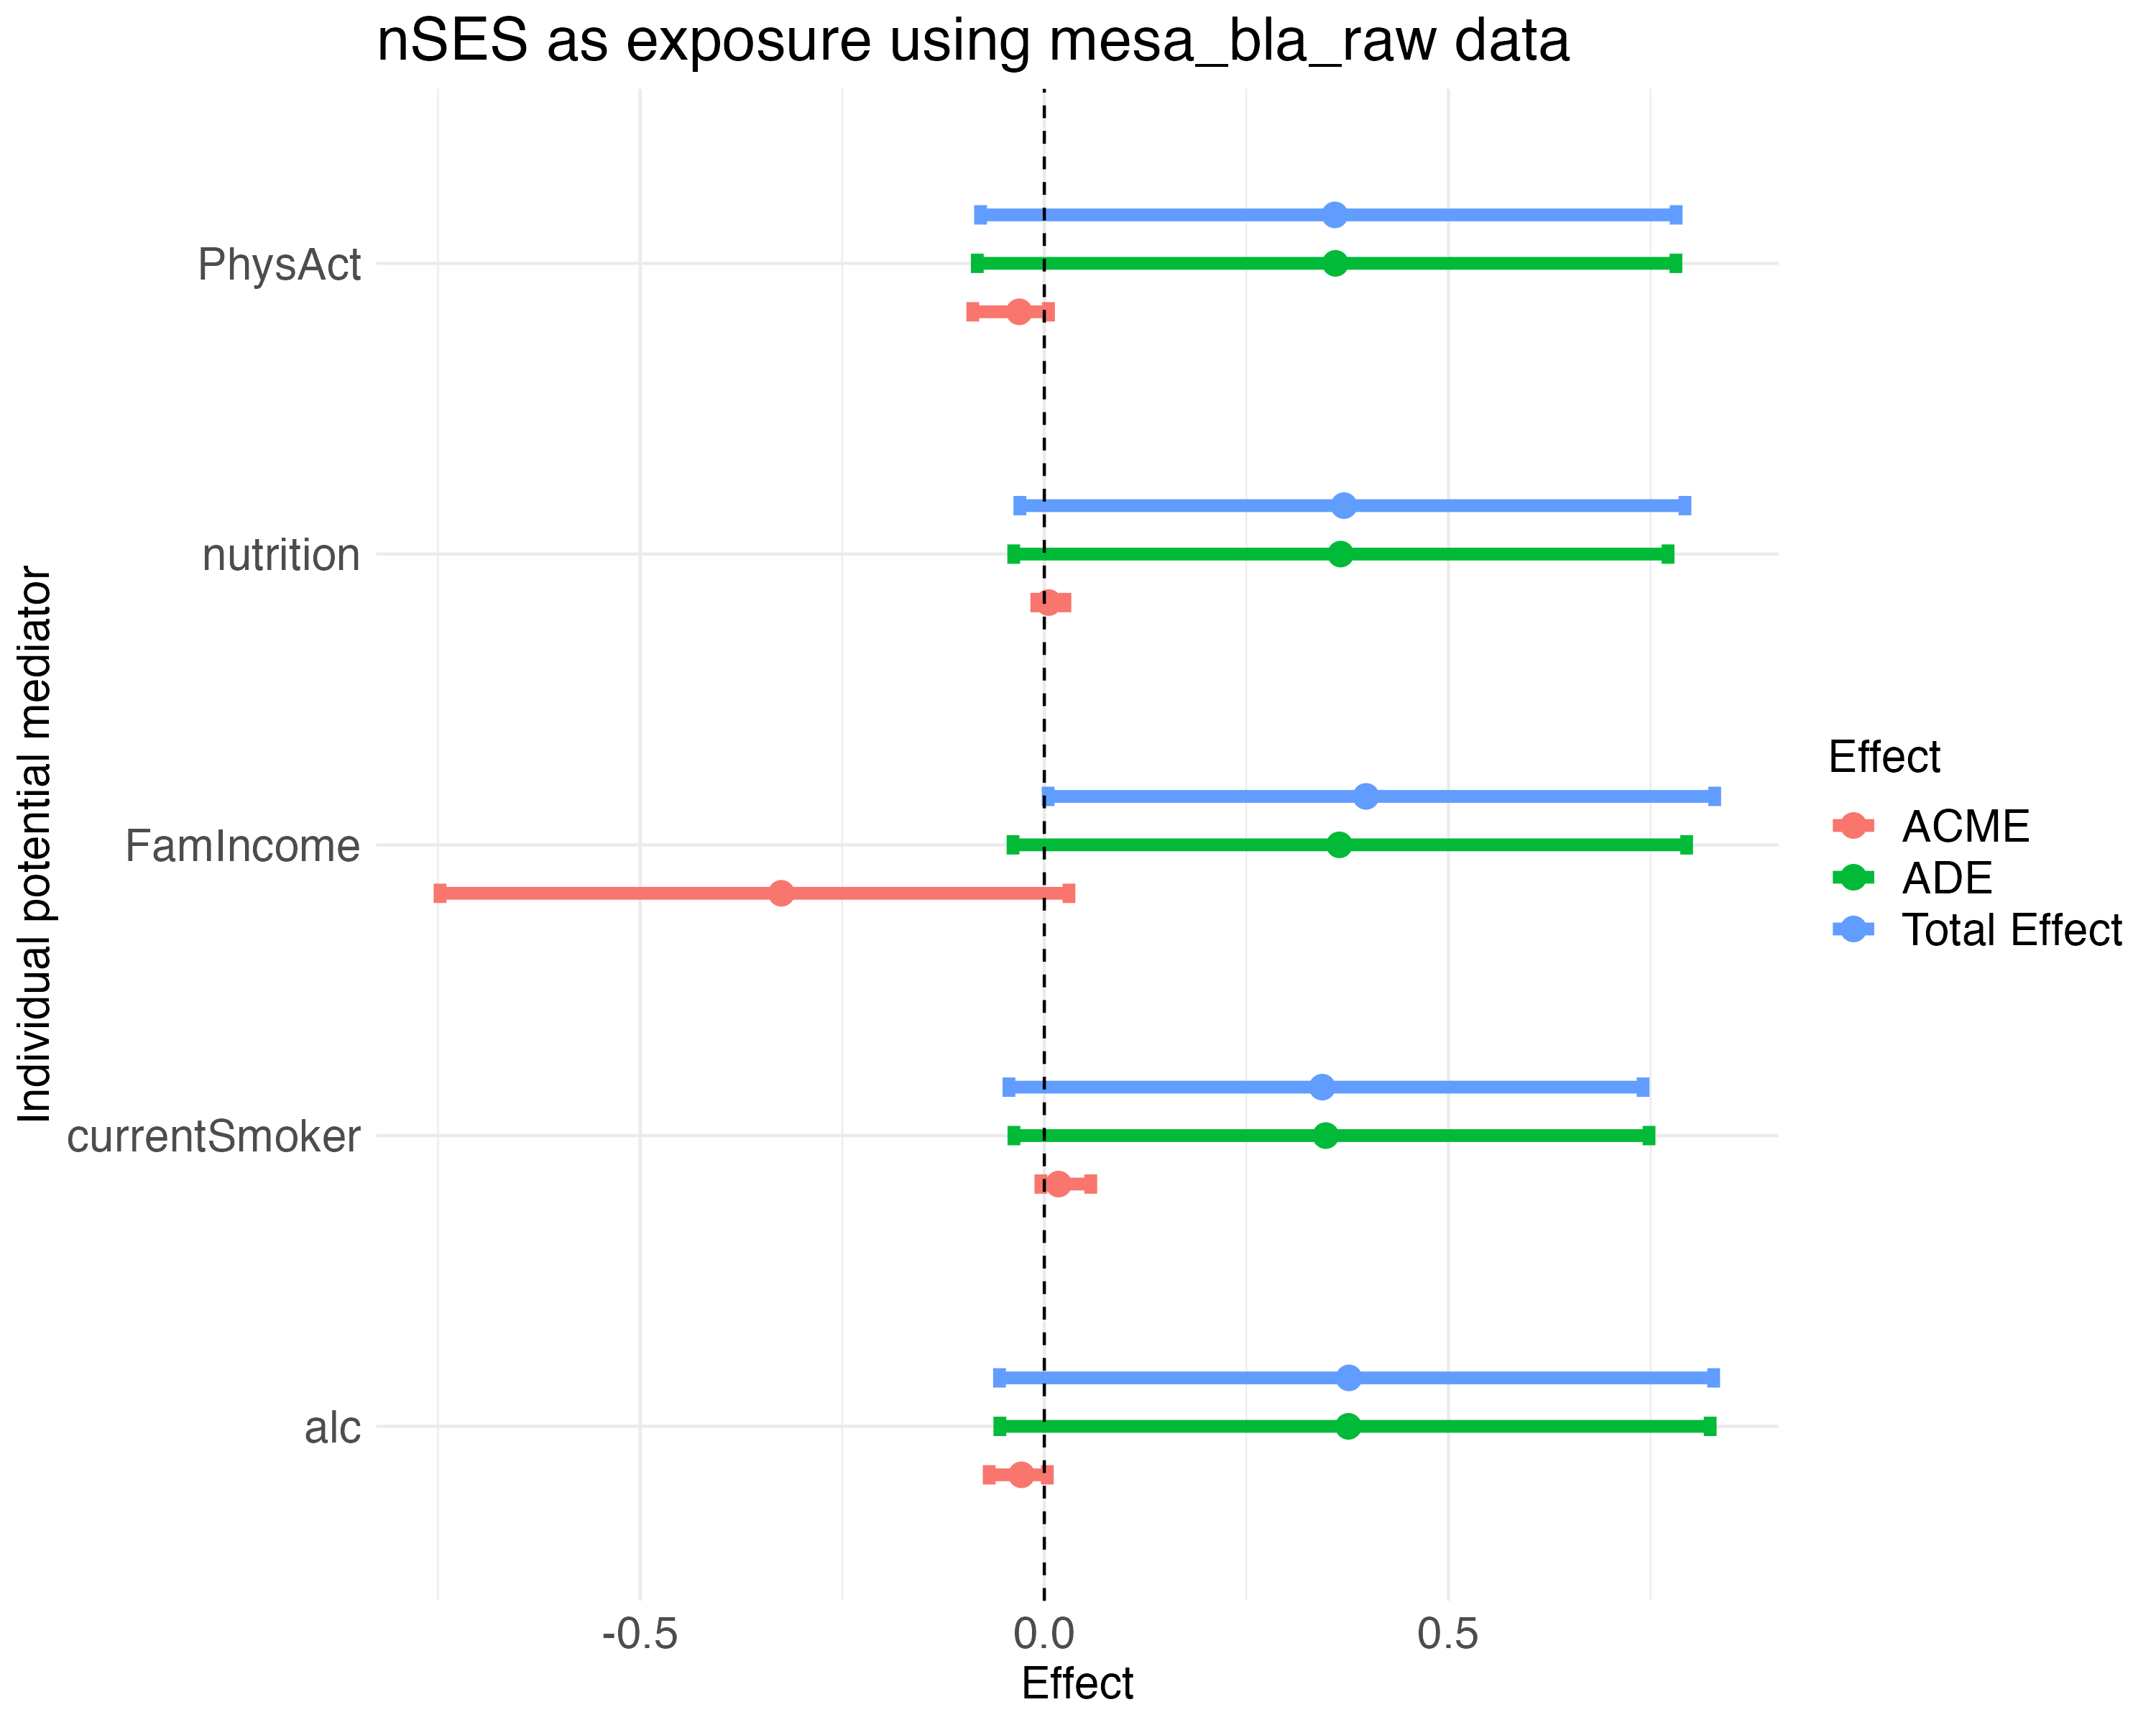 nSES as exposure using mesa_bla_raw data
Individual potential mediator
PhysAct
nutrition
FamIncome
currentSmoker
alc
-0.5
0.0
0.5
Effect
Effect
ACME
ADE
Total Effect